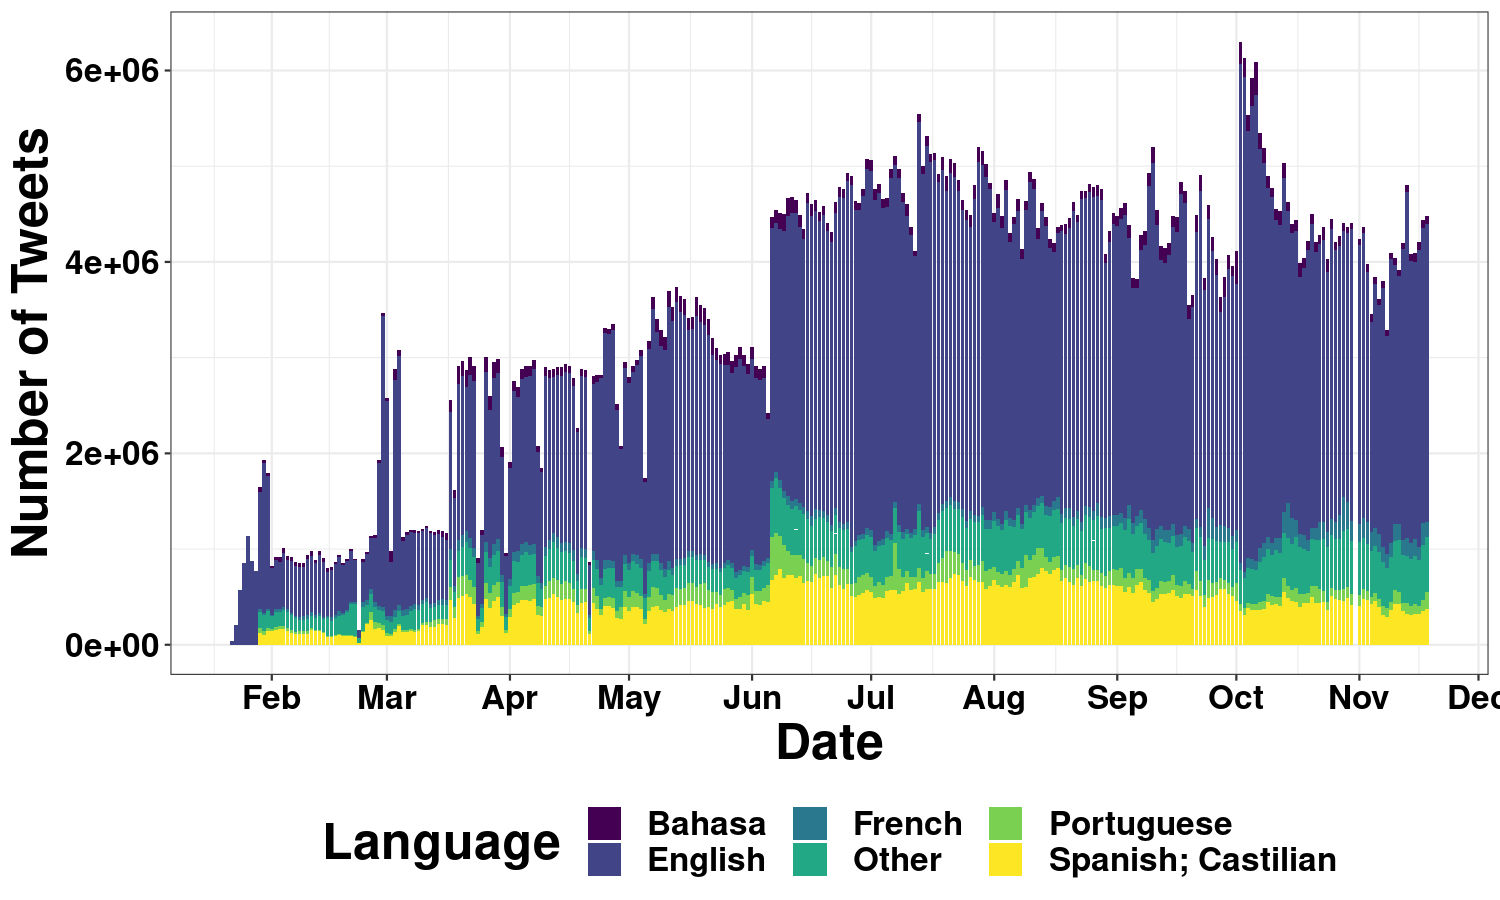 Number of Tweets
6e+06
4e+06
2e+06
0e+00
Feb Mar Apr May Jun Jul Aug Sep Oct Nov Dec
Date
Language
Bahasa French Portuguese
English Other Spanish; Castilian